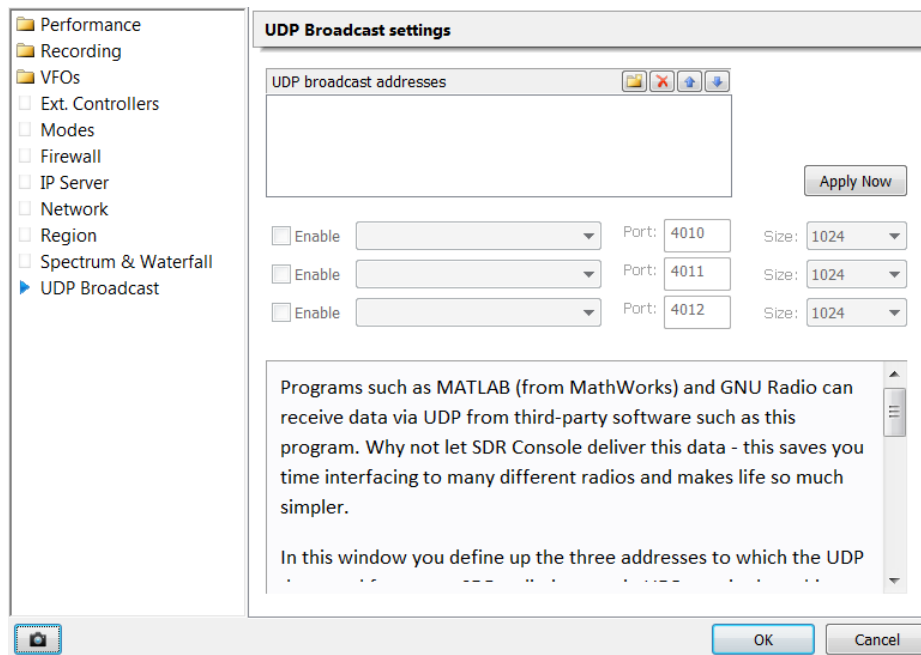 Performance
Recording
VFOs
Ext. Controllers
Modes
Firewall
IP Server
Network
Region
Spectrum & Waterfall
UDP Broadcast
UDP Broadcast settings
UDP broadcast addresses
Apply Now
Enable Port: 4010 Size: 1024
Enable Port: 4011 Size: 1024
Enable Port: 4012 Size: 1024
Programs such as MATLAB (from MathWorks) and GNU Radio can
receive data via UDP from third-party software such as this
program. Why not let SDR Console deliver this data - this saves you
time interfacing to many different radios and makes life so much
simpler.
In this window you define up the three addresses to which the UDP
OK Cancel